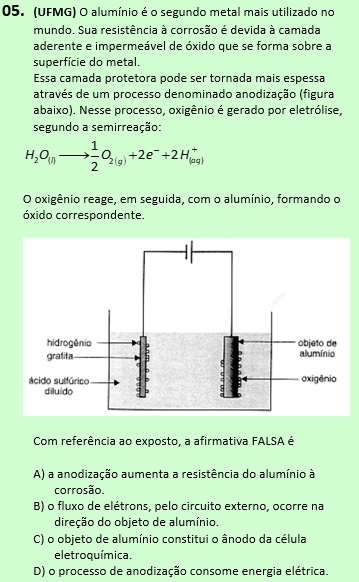 05. (UFMG) O alumínio é o segundo metal mais utilizado no
mundo. Sua resistência à corrosão é devida à camada
aderente e impermeável de óxido que se forma sobre a
superfície do metal.
Essa camada protetora pode ser tornada mais espessa
através de um processo denominado anodização (figura
abaixo). Nesse processo, oxigênio é gerado por eletrólise,
segundo a semirreação:
H₂O(l) ⟶ 1/2 O₂(g) + 2e⁻ + 2H⁺(aq)
O oxigênio reage, em seguida, com o alumínio, formando o
óxido correspondente.
hidrogênio
grafita
ácido sulfúrico
diluído
objeto de
alumínio
oxigênio
Com referência ao exposto, a afirmativa FALSA é
A) a anodização aumenta a resistência do alumínio à
corrosão.
B) o fluxo de elétrons, pelo circuito externo, ocorre na
direção do objeto de alumínio.
C) o objeto de alumínio constitui o ânodo da célula
eletroquímica.
D) o processo de anodização consome energia elétrica.